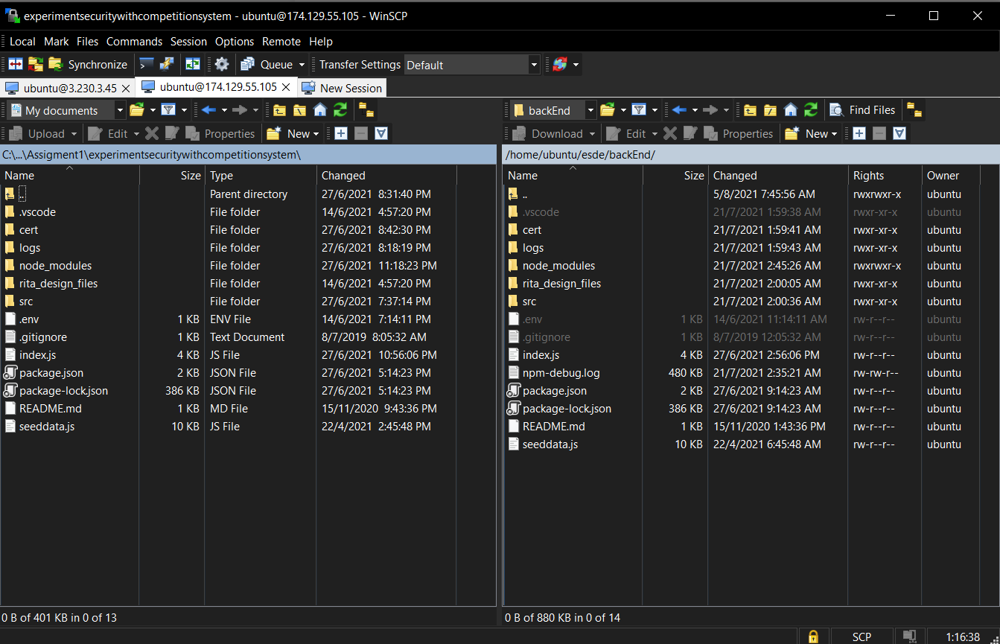 experimentsecuritywithcompetitionsystem - ubuntu@174.129.55.105 - WinSCP
Local Mark Files Commands Session Options Remote Help
Synchronize Queue Transfer Settings Default
ubuntu@3.230.3.45 ubuntu@174.129.55.105 New Session
My documents
Upload Edit Properties New
C:\...\Assigment1\experimentsecuritywithcompetitionsystem\
Name Size Type Changed
.. Parent directory 27/6/2021 8:31:40 PM
.vscode File folder 14/6/2021 4:57:20 PM
cert File folder 27/6/2021 8:42:30 PM
logs File folder 27/6/2021 8:18:19 PM
node_modules File folder 27/6/2021 11:18:23 PM
rita_design_files File folder 14/6/2021 4:57:20 PM
src File folder 27/6/2021 7:37:14 PM
.env 1 KB ENV File 14/6/2021 7:14:11 PM
.gitignore 1 KB Text Document 8/7/2019 8:05:32 AM
index.js 4 KB JS File 27/6/2021 10:56:06 PM
package.json 2 KB JSON File 27/6/2021 5:14:23 PM
package-lock.json 386 KB JSON File 27/6/2021 5:14:23 PM
README.md 1 KB MD File 15/11/2020 9:43:36 PM
seeddata.js 10 KB JS File 22/4/2021 2:45:48 PM
0 B of 401 KB in 0 of 13
backEnd Find Files
Download Edit Properties New
/home/ubuntu/esde/backEnd/
Name Size Changed Rights Owner
.. 5/8/2021 7:45:56 AM rwxrwxr-x ubuntu
.vscode 21/7/2021 1:59:38 AM rwxr-xr-x ubuntu
cert 21/7/2021 1:59:41 AM rwxr-xr-x ubuntu
logs 21/7/2021 1:59:43 AM rwxr-xr-x ubuntu
node_modules 21/7/2021 2:45:26 AM rwxrwxr-x ubuntu
rita_design_files 21/7/2021 2:00:05 AM rwxr-xr-x ubuntu
src 21/7/2021 2:00:36 AM rwxr-xr-x ubuntu
.env 1 KB 14/6/2021 11:14:11 AM rw-r--r-- ubuntu
.gitignore 1 KB 8/7/2019 12:05:32 AM rw-r--r-- ubuntu
index.js 4 KB 27/6/2021 2:56:06 PM rw-r--r-- ubuntu
npm-debug.log 480 KB 21/7/2021 2:35:21 AM rw-rw-r-- ubuntu
package.json 2 KB 27/6/2021 9:14:23 AM rw-r--r-- ubuntu
package-lock.json 386 KB 27/6/2021 9:14:23 AM rw-r--r-- ubuntu
README.md 1 KB 15/11/2020 1:43:36 PM rw-r--r-- ubuntu
seeddata.js 10 KB 22/4/2021 6:45:48 AM rw-r--r-- ubuntu
0 B of 880 KB in 0 of 14
SCP 1:16:38